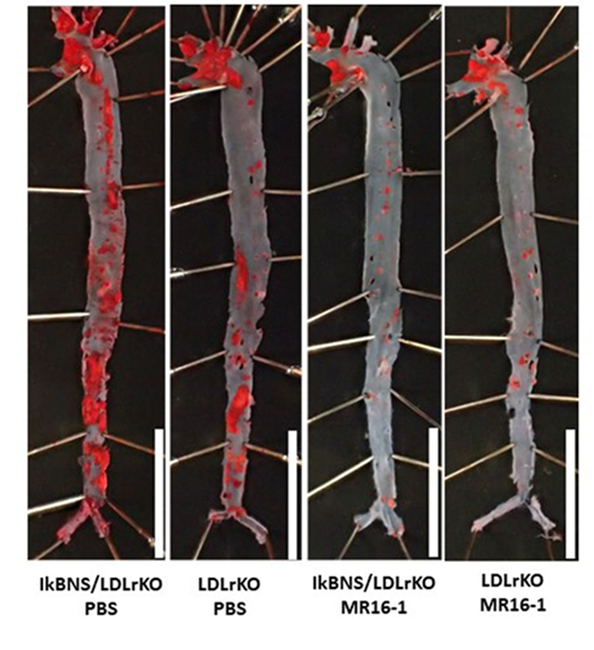 IkBNS/LDLrKO
PBS
LDLrKO
PBS
IkBNS/LDLrKO
MR16-1
LDLrKO
MR16-1